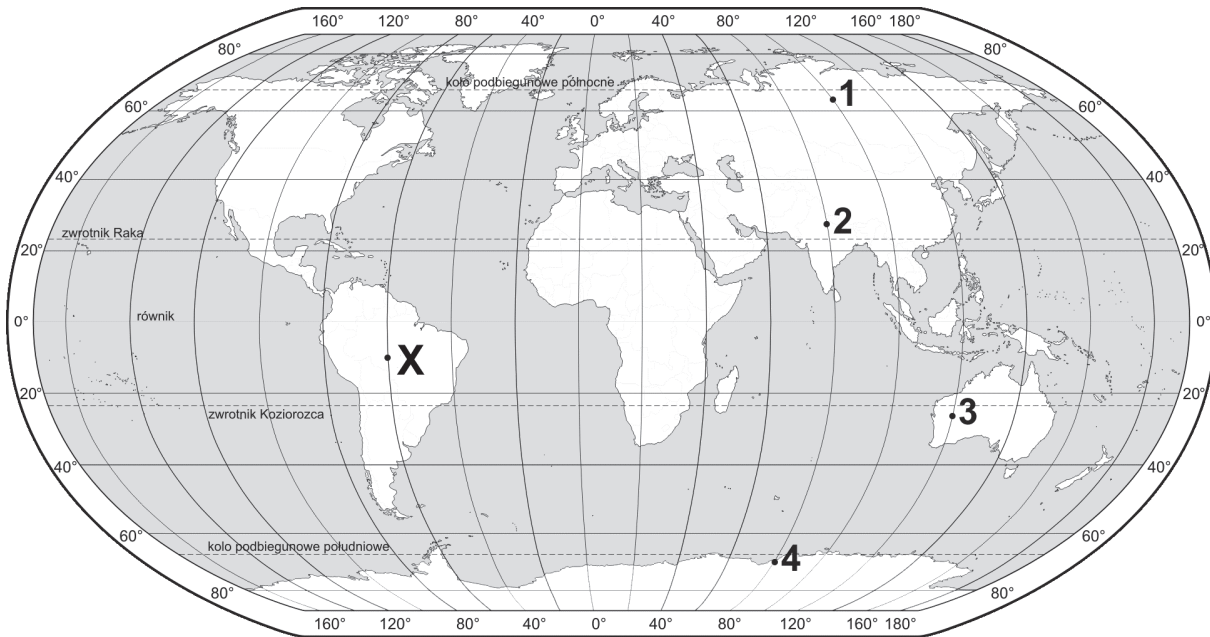 160° 120° 80° 40° 0° 40° 80° 120° 160° 180°
80° 80°
koło podbiegunowe północne
1
60° 60°
40° 40°
2
zwrotnik Raka
20° 20°
równik
0° 0°
X
20° 20°
zwrotnik Koziorozca
3
40° 40°
60° 60°
kolo podbiegunowe południowe
4
80° 80°
160° 120° 80° 40° 0° 40° 80° 120° 160° 180°